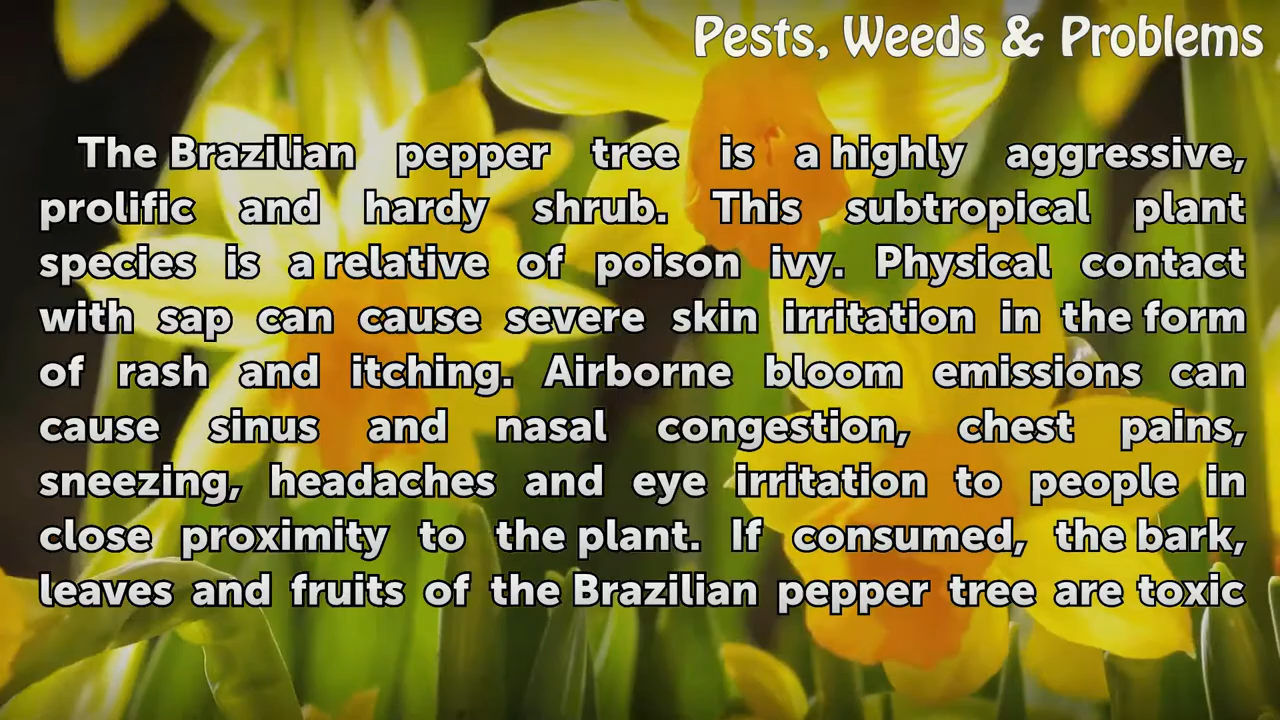 Pests, Weeds & Problems
The Brazilian pepper tree is a highly aggressive,
prolific and hardy shrub. This subtropical plant
species is a relative of poison ivy. Physical contact
with sap can cause severe skin irritation in the form
of rash and itching. Airborne bloom emissions can
cause sinus and nasal congestion, chest pains,
sneezing, headaches and eye irritation to people in
close proximity to the plant. If consumed, the bark,
leaves and fruits of the Brazilian pepper tree are toxic